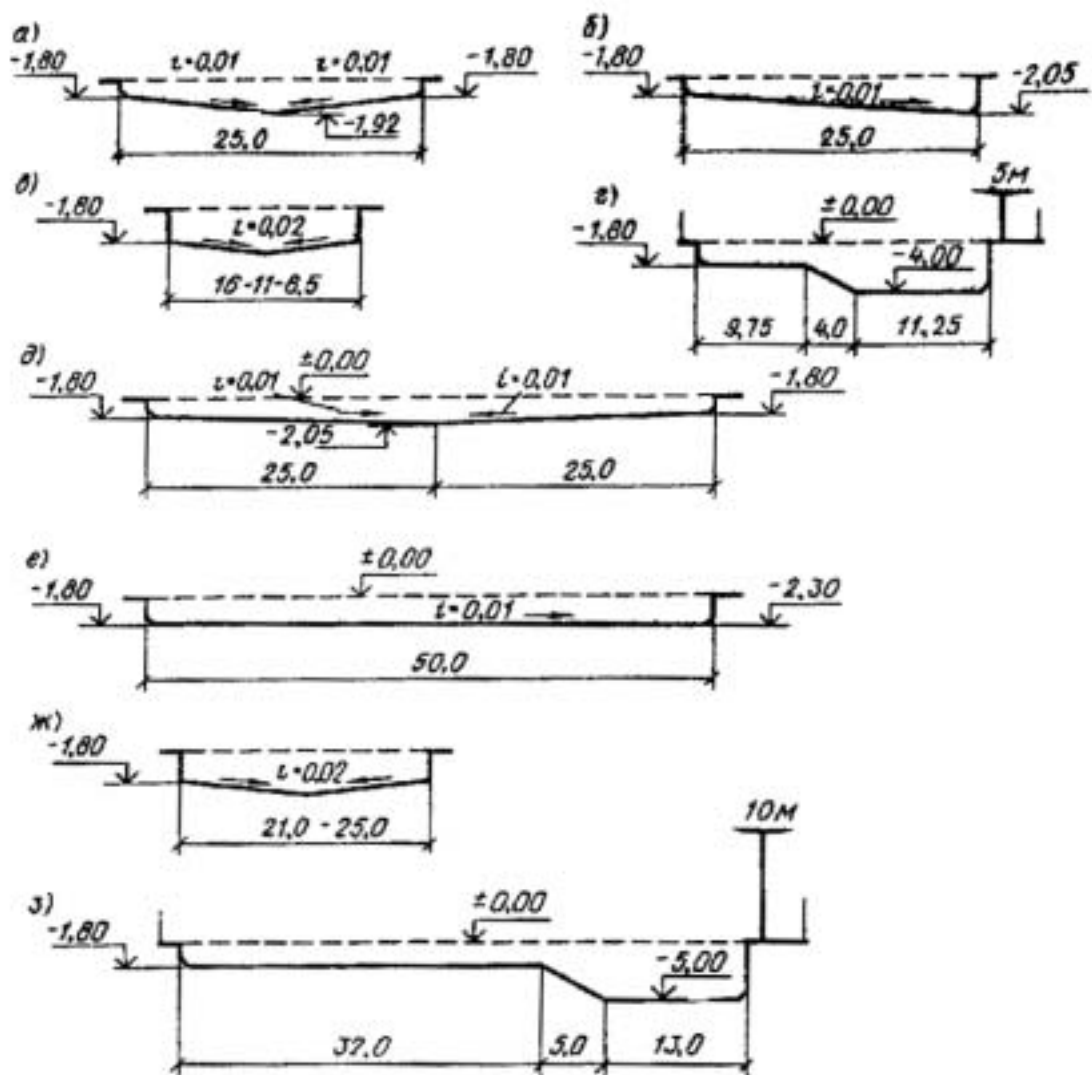 а)
-1,80 i=0,01 i=0,01 -1,80
-1,92
25.0
б)
-1,80 i=0,01 -2,05
25.0
в)
-1,80 i=0,02
16-11-8,5
г)
5м
±0,00
-1,80
-4,00
9,75 4,0 11,25
д)
±0,00
-1,80 i=0,01 i=0,01 -1,80
-2,05
25,0 25,0
е)
±0,00
-1,80 i=0,01 -2,30
50,0
ж)
-1,80 i=0,02
21,0 - 25,0
10м
з)
±0,00
-1,80
-5,00
32,0 5,0 13,0